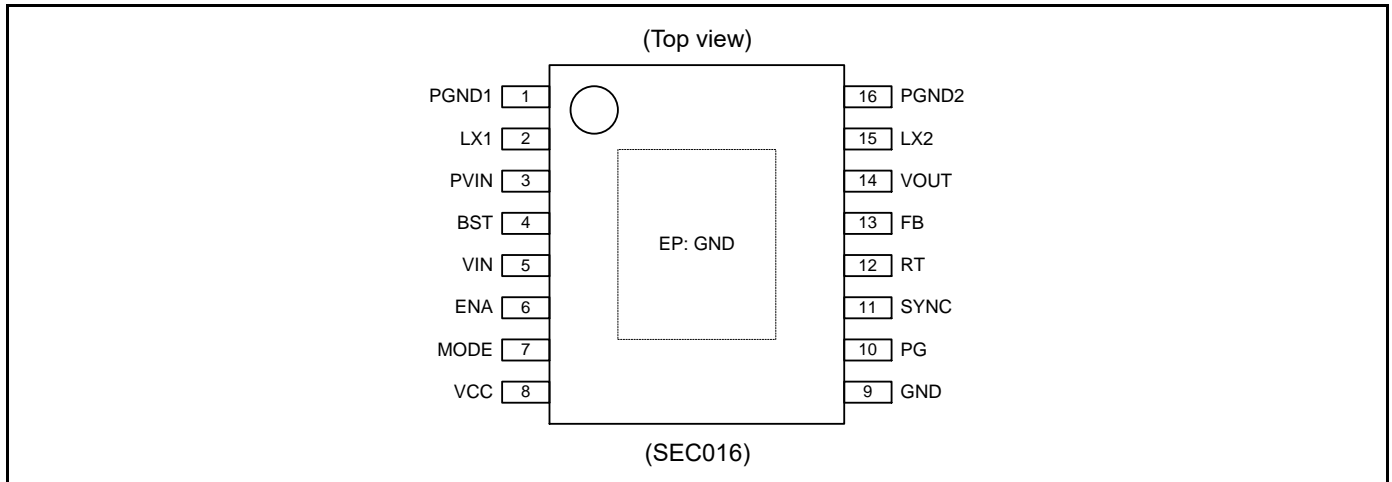 (Top view)
PGND1 1 16 PGND2
LX1 2 15 LX2
PVIN 3 14 VOUT
BST 4 13 FB
EP: GND
VIN 5 12 RT
ENA 6 11 SYNC
MODE 7 10 PG
VCC 8 9 GND
(SEC016)